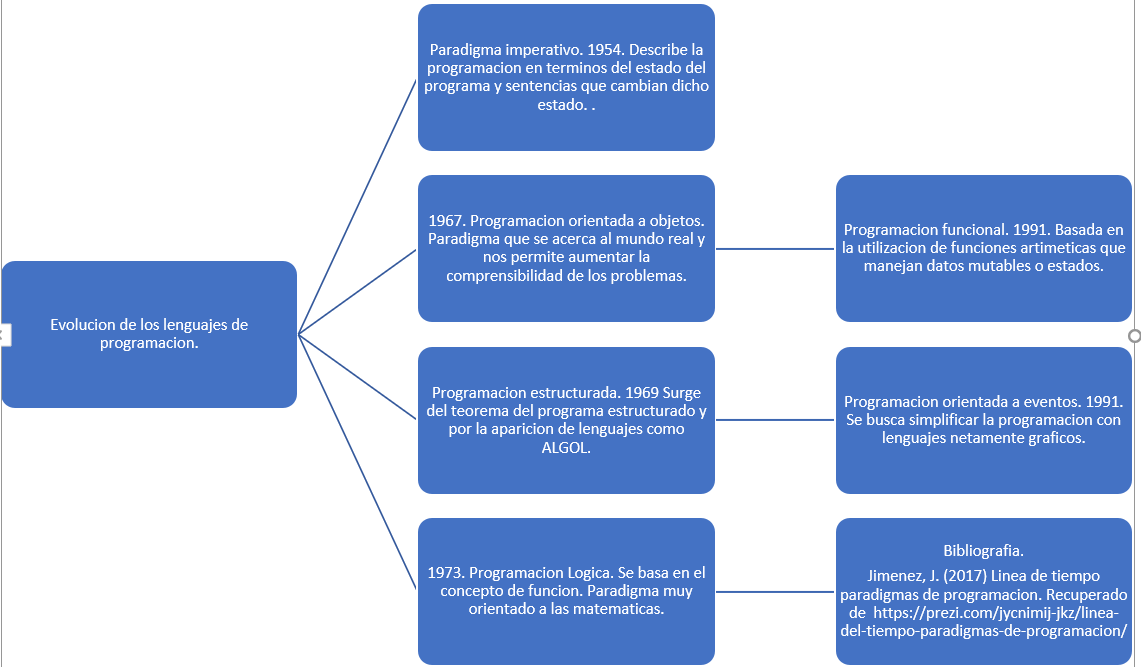 Paradigma imperativo. 1954. Describe la
programacion en terminos del estado del
programa y sentencias que cambian dicho
estado. .
1967. Programacion orientada a objetos.
Paradigma que se acerca al mundo real y
nos permite aumentar la
comprensibilidad de los problemas.
Programacion funcional. 1991. Basada en
la utilizacion de funciones artimeticas que
manejan datos mutables o estados.
Evolucion de los lenguajes de
programacion.
Programacion estructurada. 1969 Surge
del teorema del programa estructurado y
por la aparicion de lenguajes como
ALGOL.
Programacion orientada a eventos. 1991.
Se busca simplificar la programacion con
lenguajes netamente graficos.
1973. Programacion Logica. Se basa en el
concepto de funcion. Paradigma muy
orientado a las matematicas.
Bibliografia.
Jimenez, J. (2017) Linea de tiempo
paradigmas de programacion. Recuperado
de  https://prezi.com/jycnimij-jkz/linea-
del-tiempo-paradigmas-de-programacion/